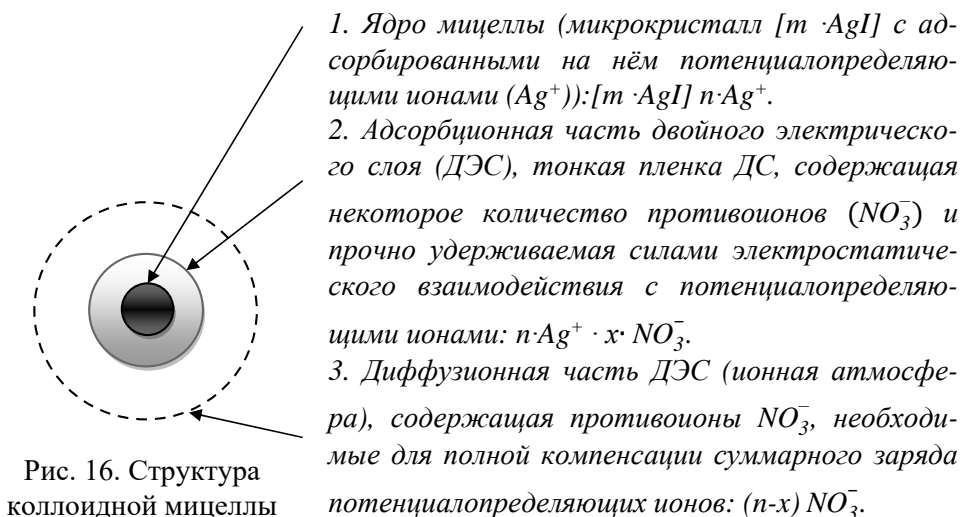 1. Ядро мицеллы (микрокристалл [m ·AgI] с ад-
сорбированными на нём потенциалопределяю-
щими ионами (Ag⁺)):[m ·AgI] n·Ag⁺.
2. Адсорбционная часть двойного электрическо-
го слоя (ДЭС), тонкая пленка ДС, содержащая
некоторое количество противоионов (NO₃⁻) и
прочно удерживаемая силами электростатиче-
ского взаимодействия с потенциалопределяю-
щими ионами: n·Ag⁺ · x· NO₃⁻.
3. Диффузионная часть ДЭС (ионная атмосфе-
ра), содержащая противоионы NO₃⁻, необходи-
мые для полной компенсации суммарного заряда
потенциалопределяющих ионов: (n-x) NO₃⁻.
Рис. 16. Структура
коллоидной мицеллы